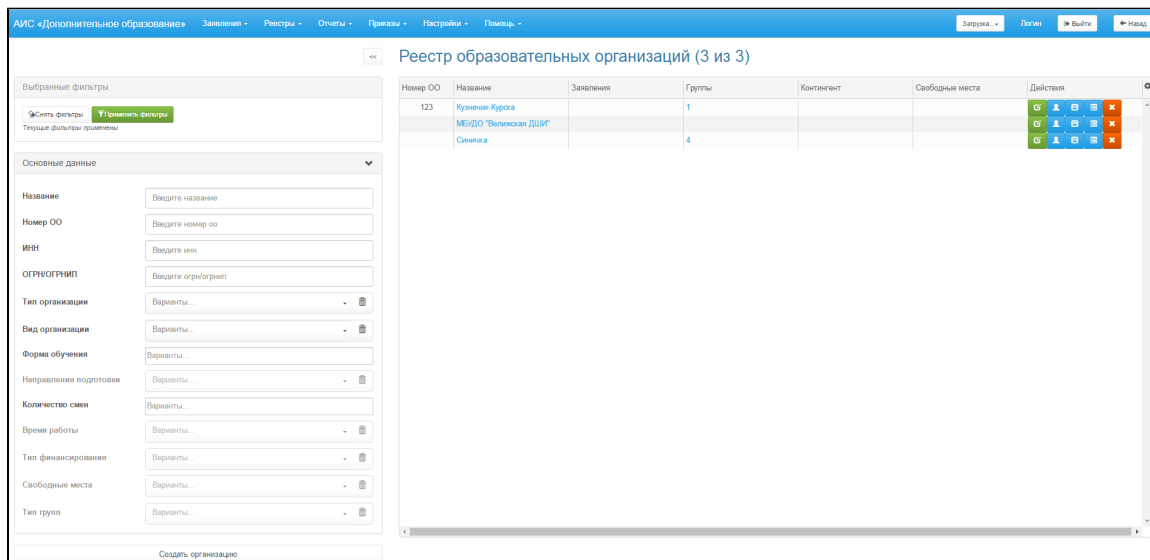 АИС «Дополнительное образование» Заявления Реестры Отчеты Приказы Настройки Помощь Загрузка... Логин Выйти Назад
<< Реестр образовательных организаций (3 из 3)
Выбранные фильтры
Снять фильтры Применить фильтры
Текущие фильтры применены
Основные данные
Название Введите название
Номер ОО Введите номер оо
ИНН Введите инн
ОГРН/ОГРНИП Введите огрн/огрнип
Тип организации Варианты...
Вид организации Варианты...
Форма обучения Варианты...
Направления подготовки Варианты...
Количество смен Варианты...
Время работы Варианты...
Тип финансирования Варианты...
Свободные места Варианты...
Тип групп Варианты...
Создать организацию
Номер ОО Название Заявления Группы Контингент Свободные места Действия
123 Кузнечик-Курска 1
МБУДО "Велижская ДШИ"
Синичка 4